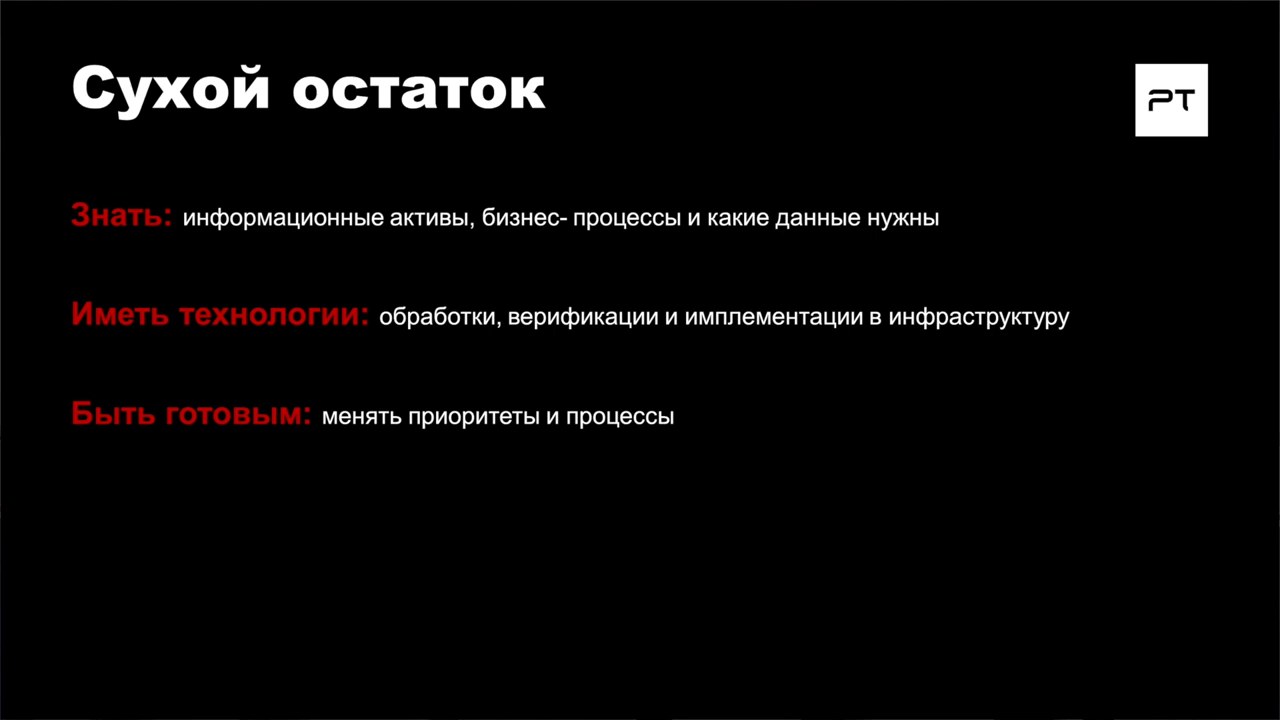 Сухой остаток
PT
Знать: информационные активы, бизнес- процессы и какие данные нужны
Иметь технологии: обработки, верификации и имплементации в инфраструктуру
Быть готовым: менять приоритеты и процессы